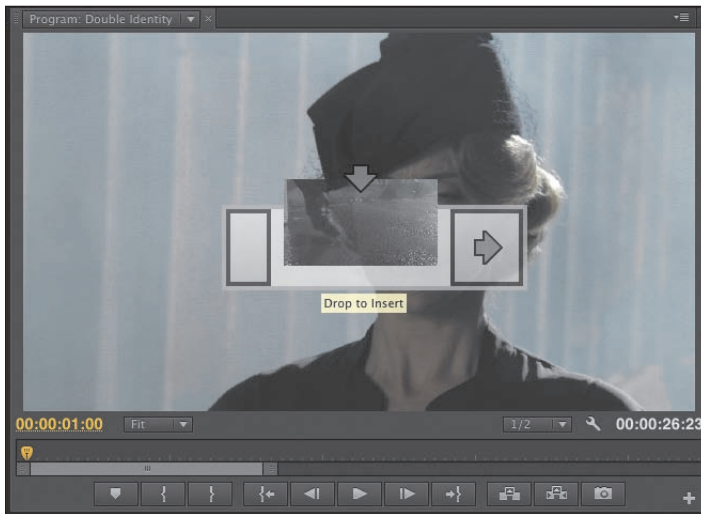 Program: Double Identity
Drop to Insert
00:00:01:00
Fit
1/2
00:00:26:23